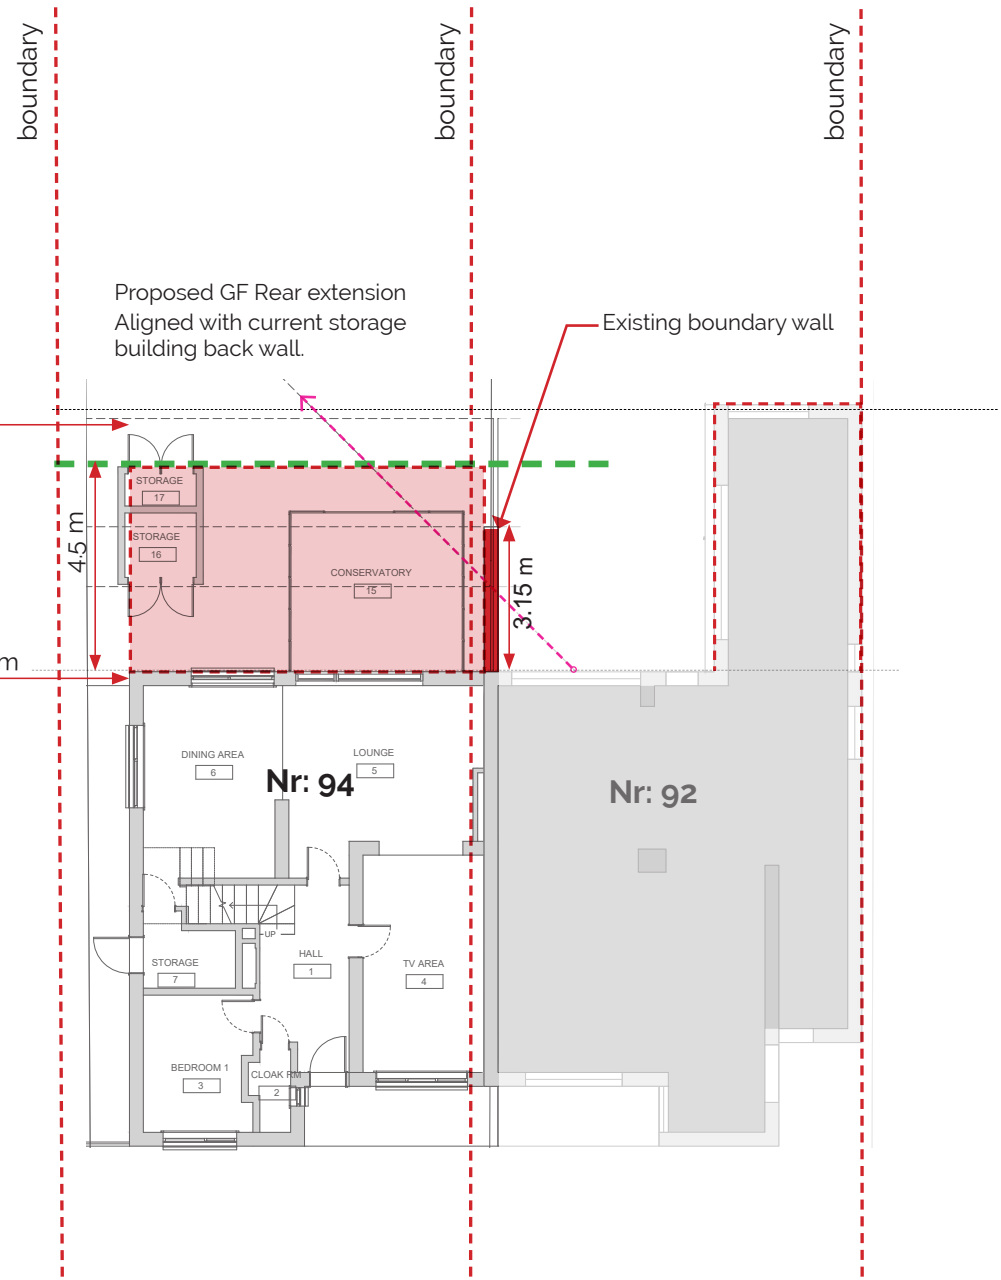 boundary
boundary
boundary
Proposed GF Rear extension
Aligned with current storage
building back wall.
Existing boundary wall
STORAGE
17
STORAGE
16
4.5 m
CONSERVATORY
15
3.15 m
m
DINING AREA
6
LOUNGE
5
Nr: 94
Nr: 92
UP
HALL
1
STORAGE
7
TV AREA
4
BEDROOM 1
3
CLOAK RM
2